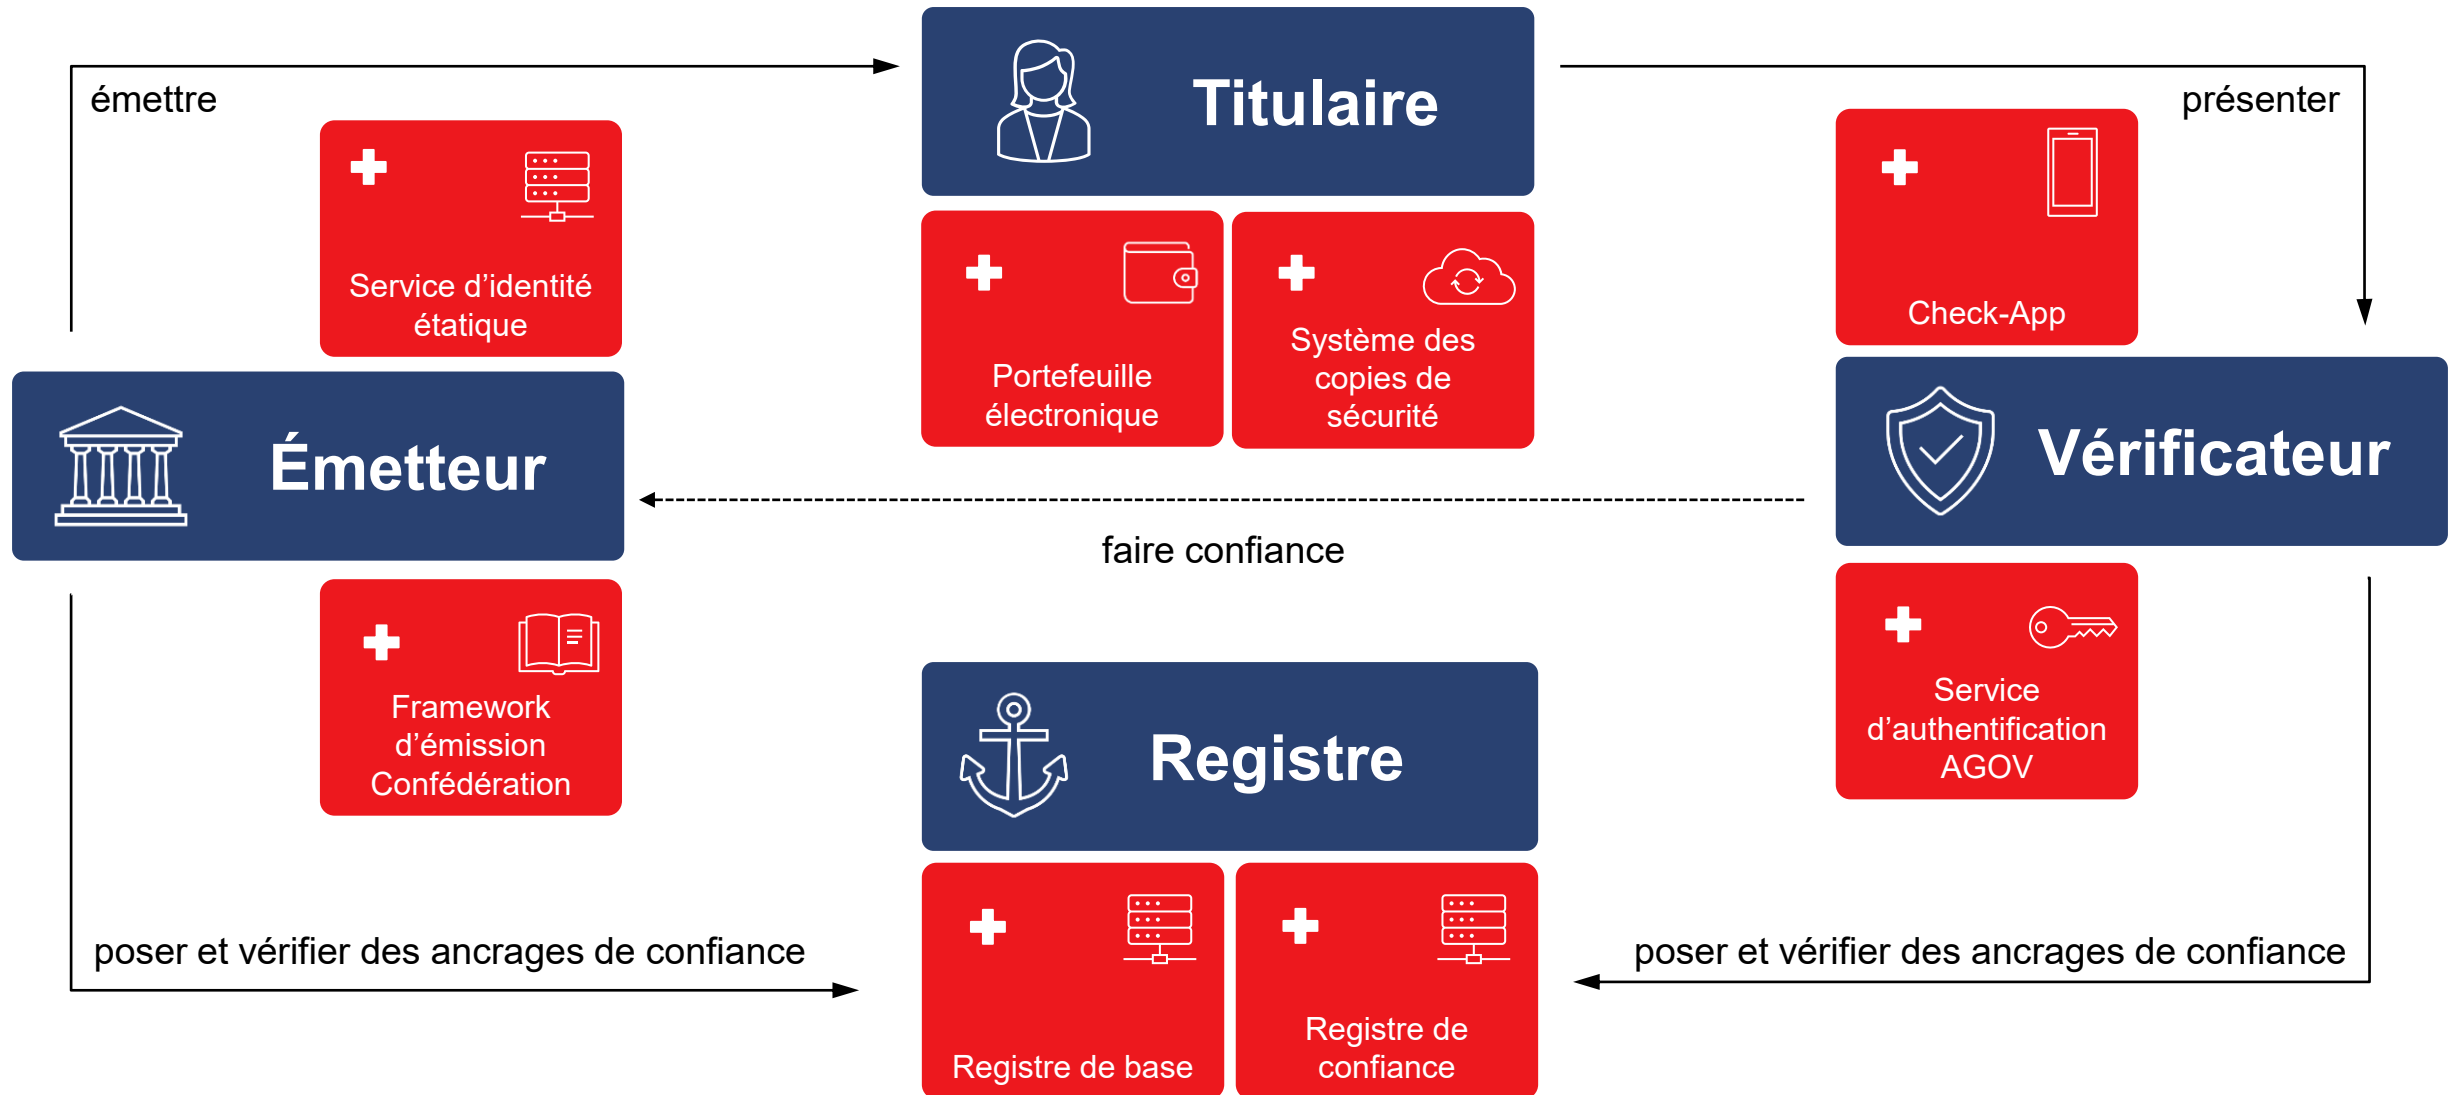 émettre
Titulaire
présenter
Service d’identité
étatique
Portefeuille
électronique
Système des
copies de
sécurité
Check-App
Émetteur
Vérificateur
faire confiance
Framework
d’émission
Confédération
Registre
Service
d’authentification
AGOV
poser et vérifier des ancrages de confiance
poser et vérifier des ancrages de confiance
Registre de base
Registre de
confiance